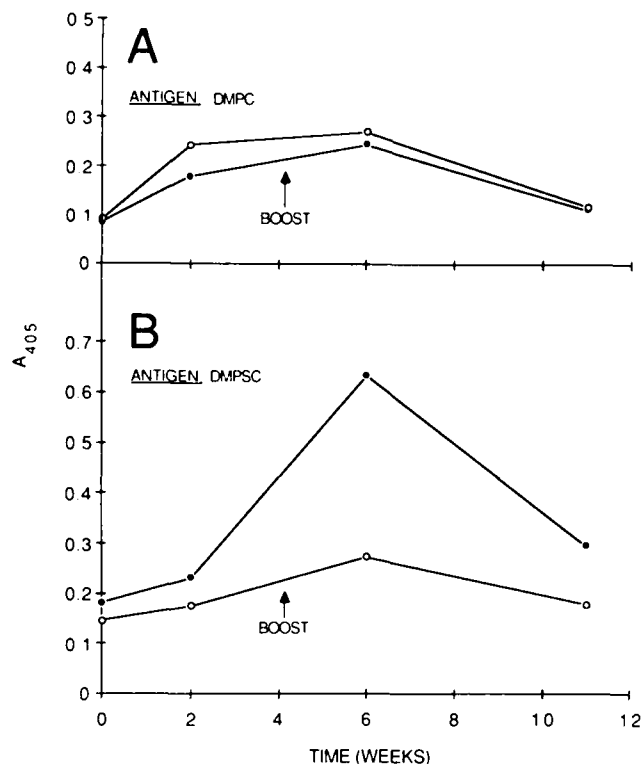 0 5
A
0 4
ANTIGEN DMPC
0 3
0 2
BOOST
0 1
0
B
0.7
ANTIGEN DMPSC
A405
0.6
0.5
0.4
0.3
0.2
BOOST
0 1
0
0 2 4 6 8 10 12
TIME (WEEKS)